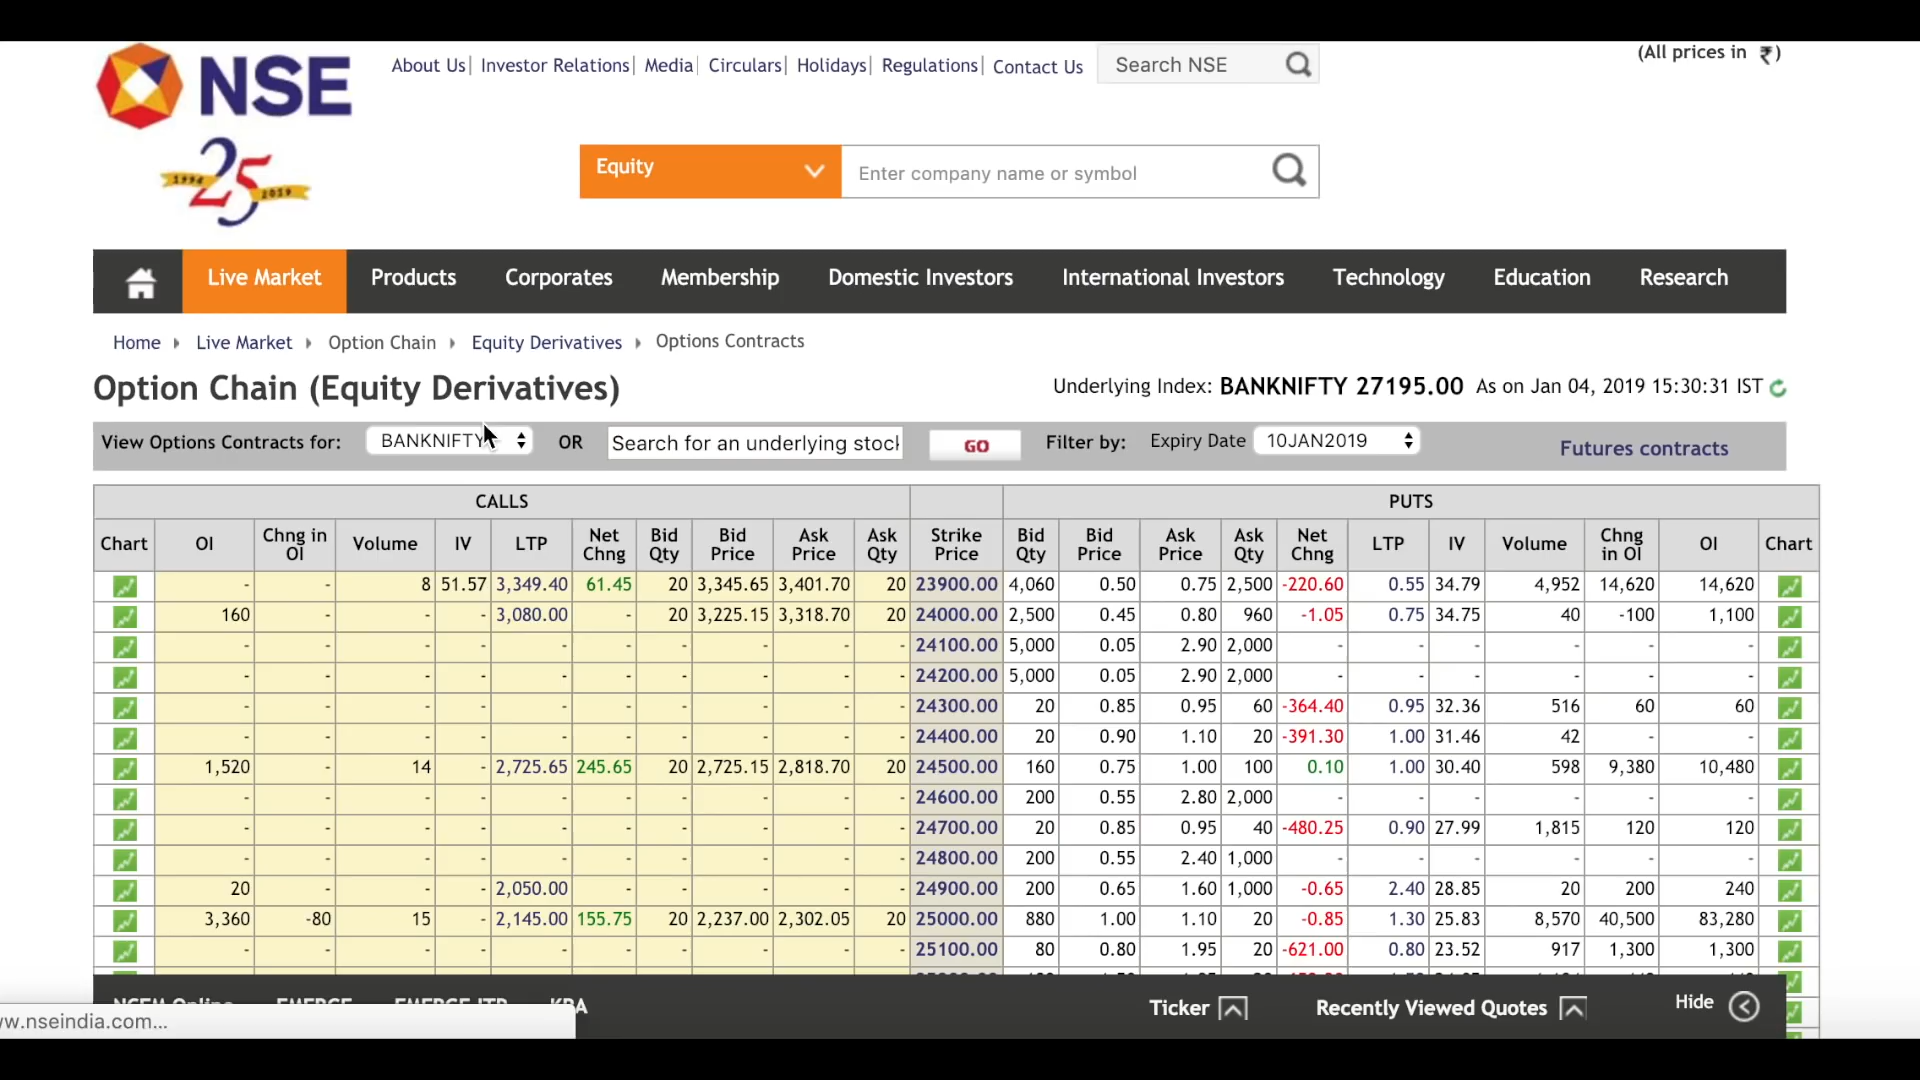 NSE
About Us | Investor Relations | Media | Circulars | Holidays | Regulations | Contact Us
Search NSE
(All prices in ₹)
1994 25 2019
Equity
Enter company name or symbol
Live Market Products Corporates Membership Domestic Investors International Investors Technology Education Research
Home Live Market Option Chain Equity Derivatives Options Contracts
Option Chain (Equity Derivatives)
Underlying Index: BANKNIFTY 27195.00 As on Jan 04, 2019 15:30:31 IST
View Options Contracts for: BANKNIFTY OR Search for an underlying stock GO Filter by: Expiry Date 10JAN2019 Futures contracts
CALLS PUTS
Chart OI Chng in OI Volume IV LTP Net Chng Bid Qty Bid Price Ask Price Ask Qty Strike Price Bid Qty Bid Price Ask Price Ask Qty Net Chng LTP IV Volume Chng in OI OI Chart
- - 8 51.57 3,349.40 61.45 20 3,345.65 3,401.70 20 23900.00 4,060 0.50 0.75 2,500 -220.60 0.55 34.79 4,952 14,620 14,620
160 - - - 3,080.00 - 20 3,225.15 3,318.70 20 24000.00 2,500 0.45 0.80 960 -1.05 0.75 34.75 40 -100 1,100
- - - - - - - - - - 24100.00 5,000 0.05 2.90 2,000 - - - - - -
- - - - - - - - - - 24200.00 5,000 0.05 2.90 2,000 - - - - - -
- - - - - - - - - - 24300.00 20 0.85 0.95 60 -364.40 0.95 32.36 516 60 60
- - - - - - - - - - 24400.00 20 0.90 1.10 20 -391.30 1.00 31.46 42 - -
1,520 - 14 - 2,725.65 245.65 20 2,725.15 2,818.70 20 24500.00 160 0.75 1.00 100 0.10 1.00 30.40 598 9,380 10,480
- - - - - - - - - - 24600.00 200 0.55 2.80 2,000 - - - - - -
- - - - - - - - - - 24700.00 20 0.85 0.95 40 -480.25 0.90 27.99 1,815 120 120
- - - - - - - - - - 24800.00 200 0.55 2.40 1,000 - - - - - -
20 - - - 2,050.00 - - - - - 24900.00 200 0.65 1.60 1,000 -0.65 2.40 28.85 20 200 240
3,360 -80 15 - 2,145.00 155.75 20 2,237.00 2,302.05 20 25000.00 880 1.00 1.10 20 -0.85 1.30 25.83 8,570 40,500 83,280
- - - - - - - - - - 25100.00 80 0.80 1.95 20 -621.00 0.80 23.52 917 1,300 1,300
NCFM Online EMERGE EMERGE-ITP KRA
Ticker Recently Viewed Quotes Hide
ww.nseindia.com...